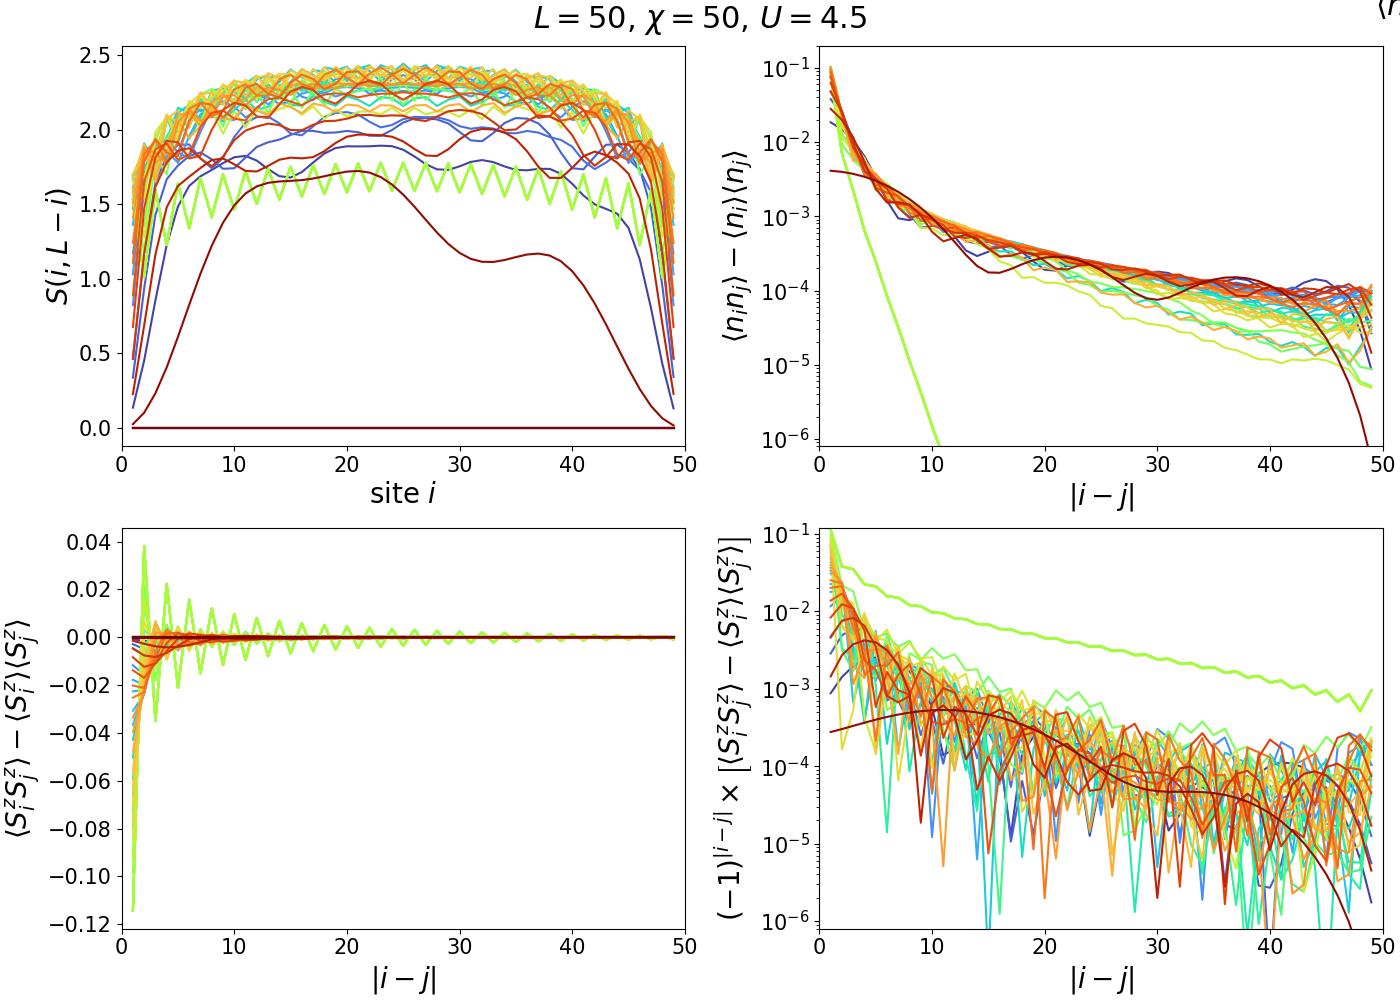 L = 50, χ = 50, U = 4.5
⟨n
S(i, L − i)
2.5
2.0
1.5
1.0
0.5
0.0
0 10 20 30 40 50
site i
⟨n_i n_j⟩ − ⟨n_i⟩⟨n_j⟩
10^−1
10^−2
10^−3
10^−4
10^−5
10^−6
0 10 20 30 40 50
|i − j|
⟨S_i^z S_j^z⟩ − ⟨S_i^z⟩⟨S_j^z⟩
0.04
0.02
0.00
−0.02
−0.04
−0.06
−0.08
−0.10
−0.12
0 10 20 30 40 50
|i − j|
(−1)^|i−j| × [⟨S_i^z S_j^z⟩ − ⟨S_i^z⟩⟨S_j^z⟩]
10^−1
10^−2
10^−3
10^−4
10^−5
10^−6
0 10 20 30 40 50
|i − j|